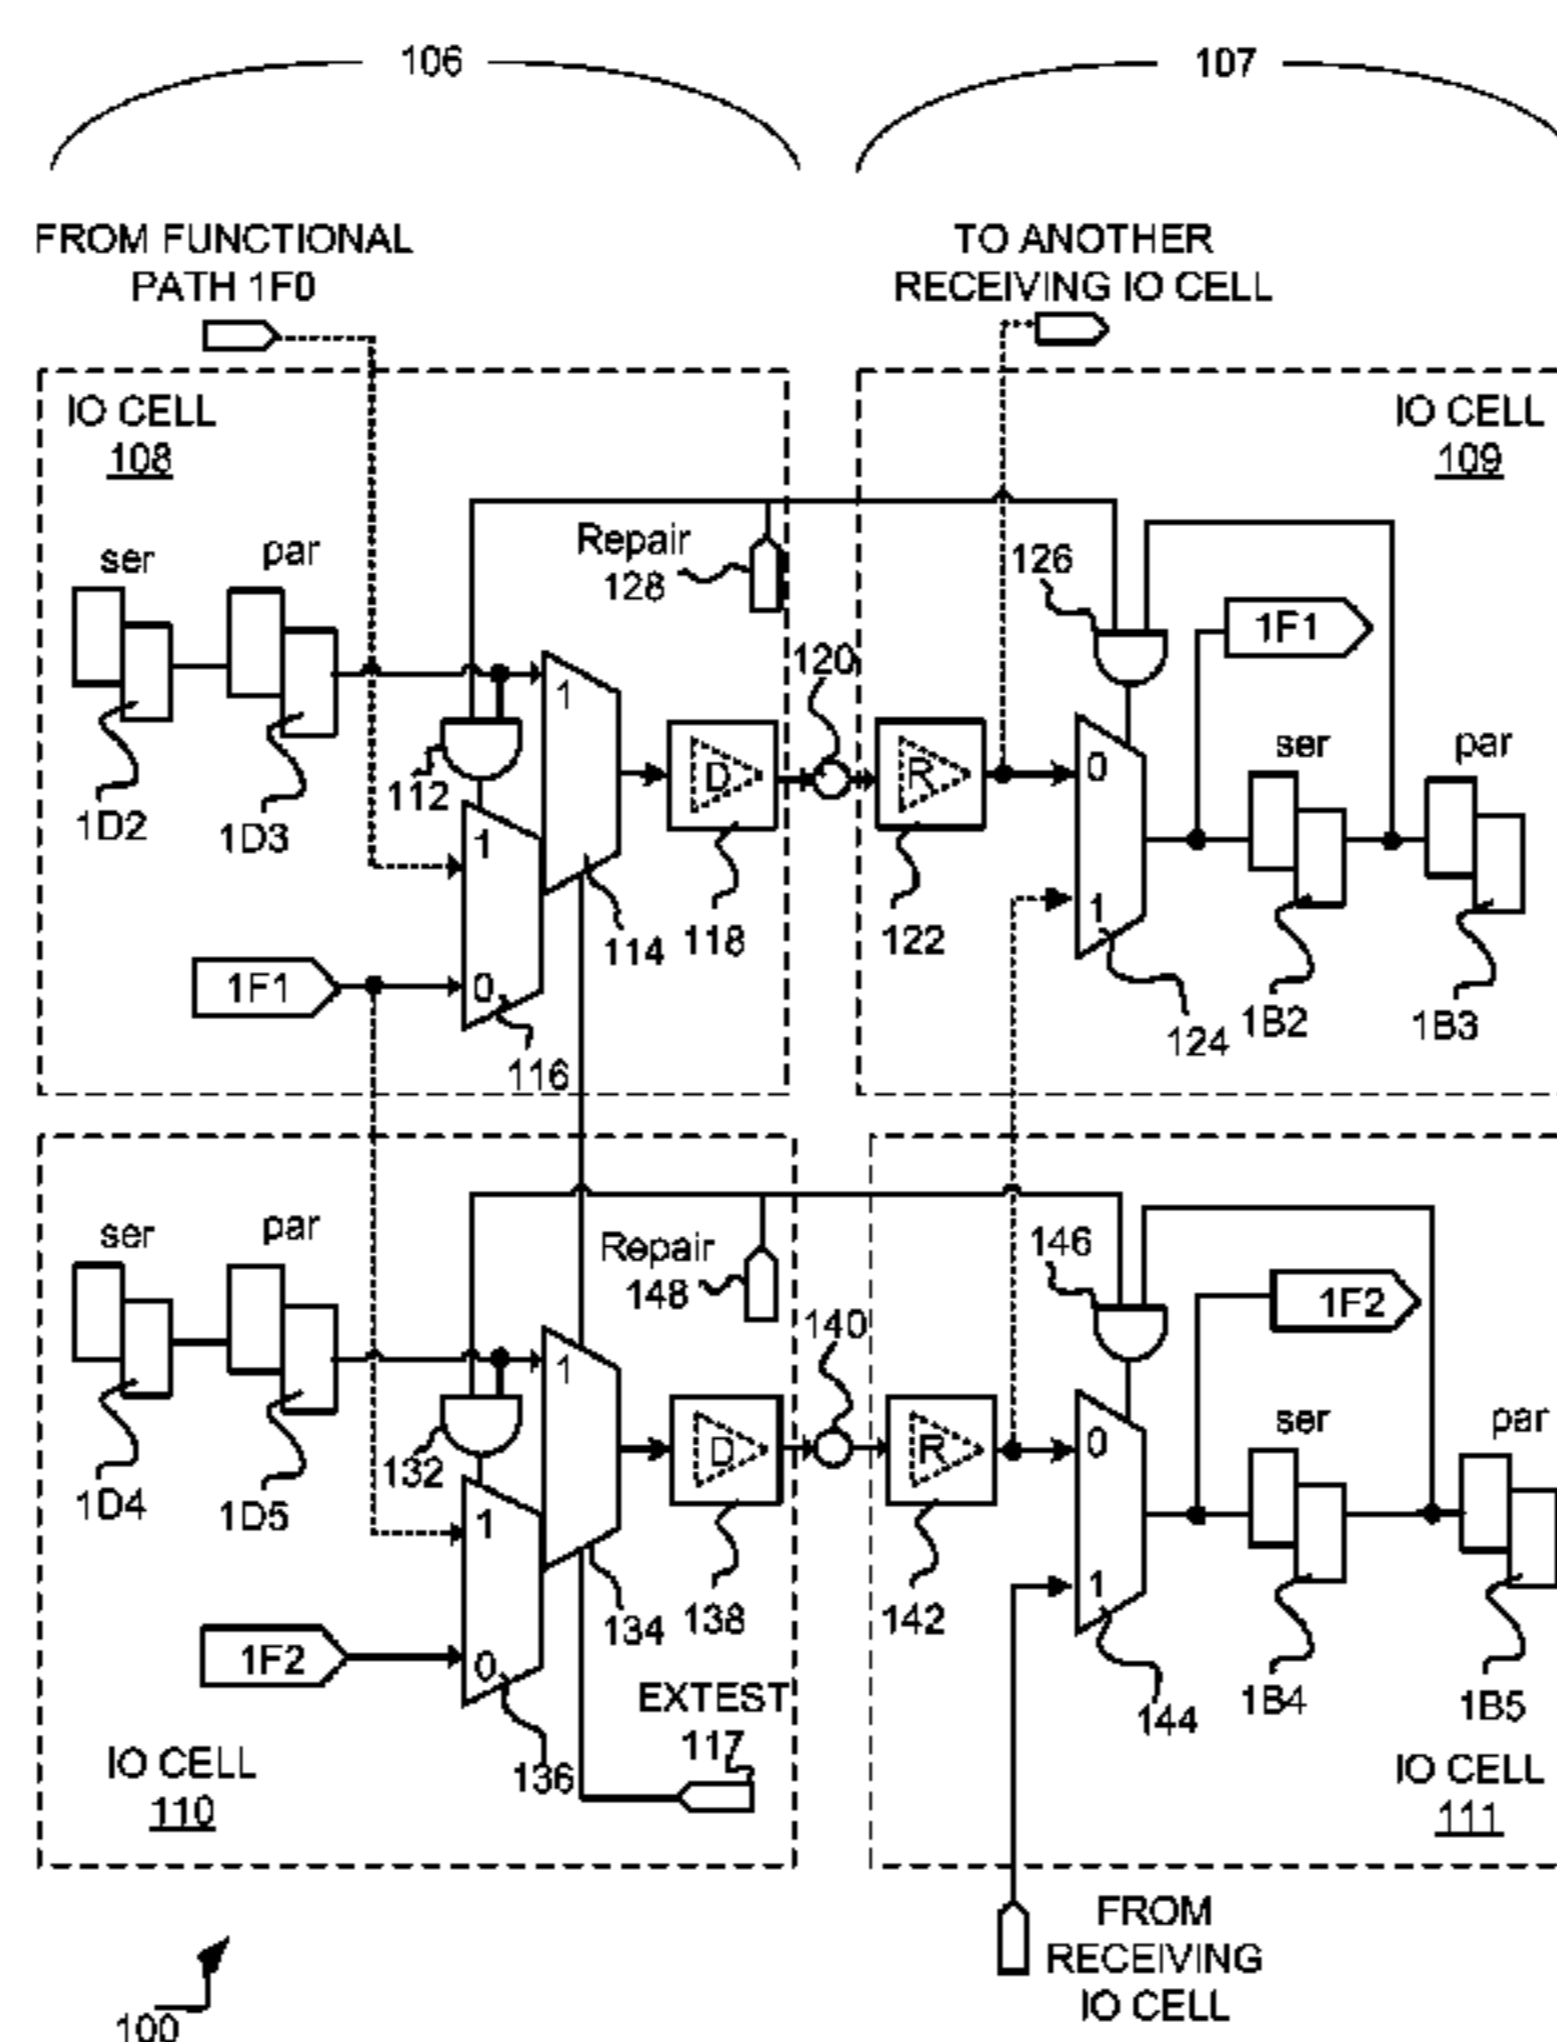 106
107
FROM FUNCTIONAL
PATH 1F0
TO ANOTHER
RECEIVING IO CELL
IO CELL
108
IO CELL
109
ser
par
Repair
128
126
1F1
120
1
112
1D2
1D3
1
D
R
0
ser
par
114
118
122
1
1F1
0
116
124
1B2
1B3
ser
par
Repair
148
146
1F2
140
1
132
1D4
1D5
1
D
R
0
ser
par
134
138
142
1
1F2
0
136
EXTEST
117
144
1B4
1B5
IO CELL
110
IO CELL
111
FROM
RECEIVING
IO CELL
100